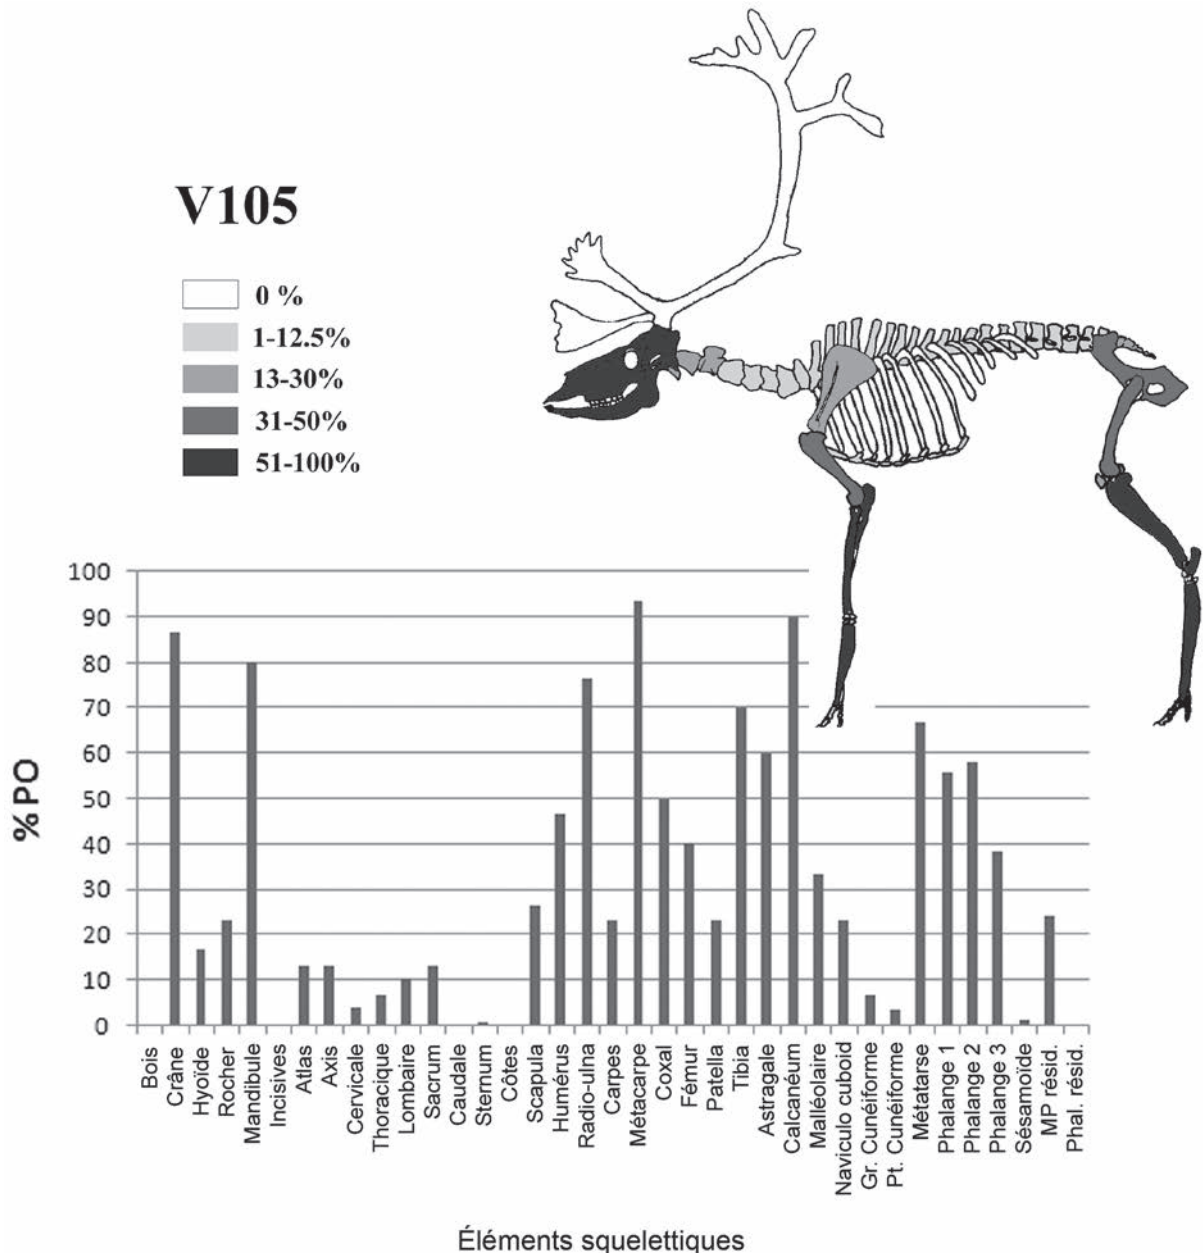 V105
0 %
1-12.5%
13-30%
31-50%
51-100%
%PO
100
90
80
70
60
50
40
30
20
10
0
Bois
Crâne
Hyoïde
Rocher
Mandibule
Incisives
Atlas
Axis
Cervicale
Thoracique
Lombaire
Sacrum
Caudale
Sternum
Côtes
Scapula
Humérus
Radio-ulna
Carpes
Métacarpe
Coxal
Fémur
Patella
Tibia
Astragale
Calcanéum
Malléolaire
Naviculo cuboid
Gr. Cunéiforme
Pt. Cunéiforme
Métatarse
Phalange 1
Phalange 2
Phalange 3
Sésamoïde
MP résid.
Phal. résid.
Éléments squelettiques